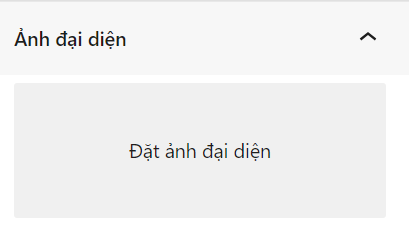 Ảnh đại diện
Đặt ảnh đại diện